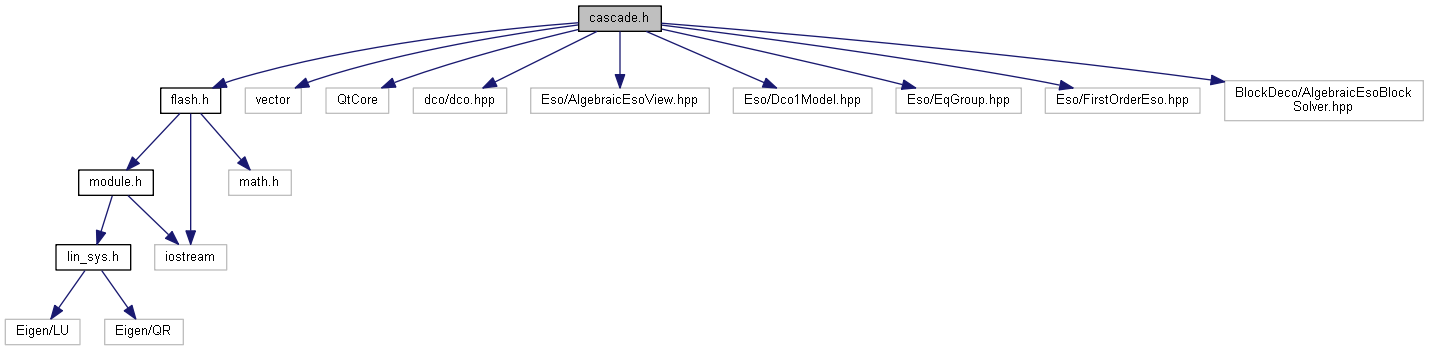 cascade.h
flash.h
vector
QtCore
dco/dco.hpp
Eso/AlgebraicEsoView.hpp
Eso/Dco1Model.hpp
Eso/EqGroup.hpp
Eso/FirstOrderEso.hpp
BlockDeco/AlgebraicEsoBlock
Solver.hpp
module.h
math.h
lin_sys.h
iostream
Eigen/LU
Eigen/QR